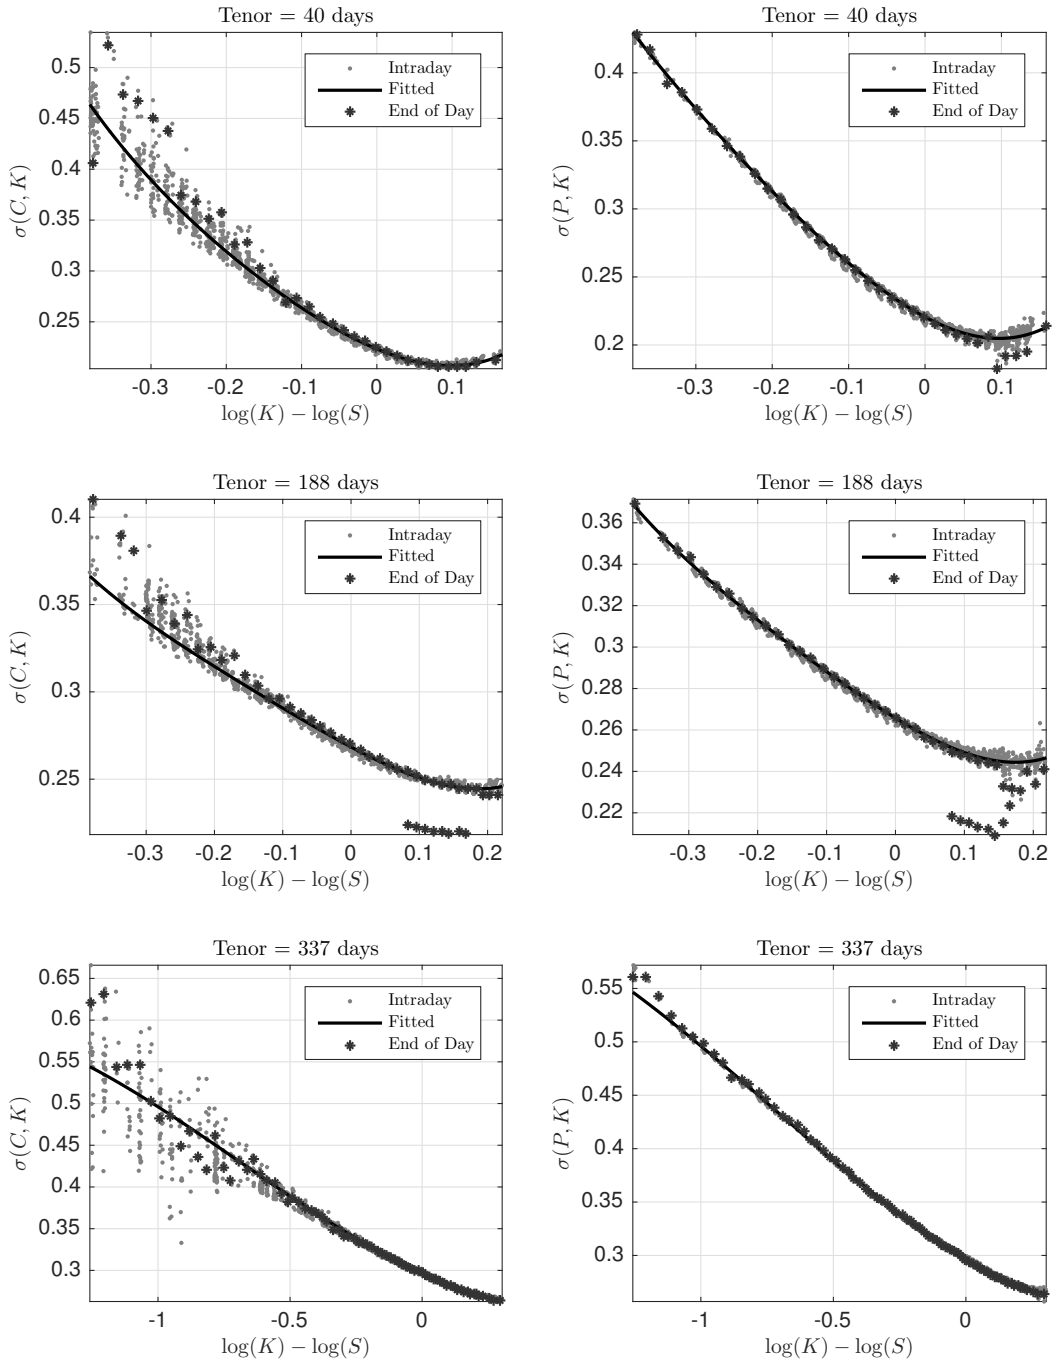 Tenor = 40 days
0.5
0.45
0.4
0.35
0.3
0.25
σ(C, K)
Intraday
Fitted
End of Day
-0.3 -0.2 -0.1 0 0.1
log(K) − log(S)
Tenor = 40 days
0.4
0.35
0.3
0.25
0.2
σ(P, K)
Intraday
Fitted
End of Day
-0.3 -0.2 -0.1 0 0.1
log(K) − log(S)
Tenor = 188 days
0.4
0.35
0.3
0.25
σ(C, K)
Intraday
Fitted
End of Day
-0.3 -0.2 -0.1 0 0.1 0.2
log(K) − log(S)
Tenor = 188 days
0.36
0.34
0.32
0.3
0.28
0.26
0.24
0.22
σ(P, K)
Intraday
Fitted
End of Day
-0.3 -0.2 -0.1 0 0.1 0.2
log(K) − log(S)
Tenor = 337 days
0.65
0.6
0.55
0.5
0.45
0.4
0.35
0.3
σ(C, K)
Intraday
Fitted
End of Day
-1 -0.5 0
log(K) − log(S)
Tenor = 337 days
0.55
0.5
0.45
0.4
0.35
0.3
σ(P, K)
Intraday
Fitted
End of Day
-1 -0.5 0
log(K) − log(S)